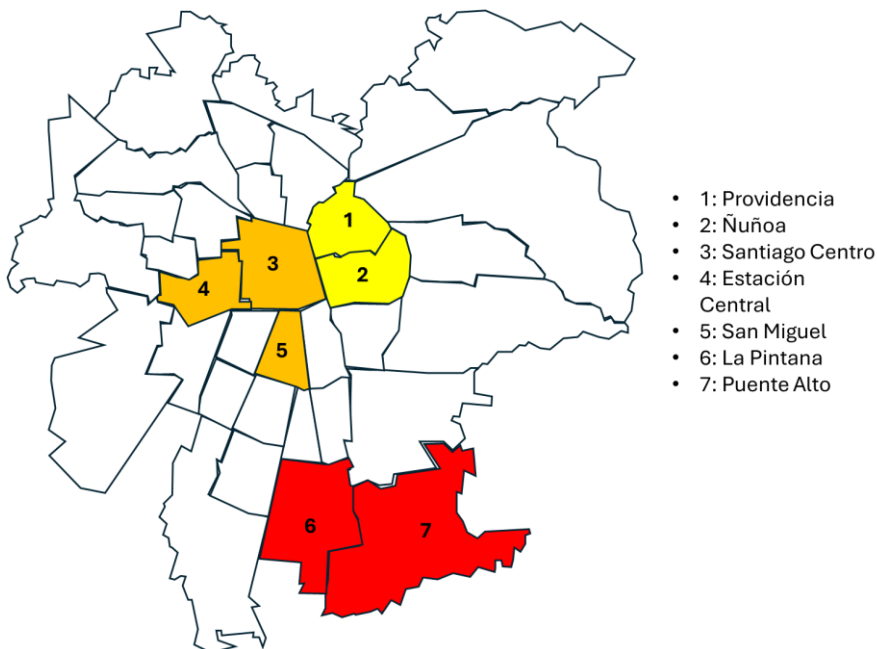 1
2
3
4
5
6
7
• 1: Providencia
• 2: Ñuñoa
• 3: Santiago Centro
• 4: Estación
Central
• 5: San Miguel
• 6: La Pintana
• 7: Puente Alto